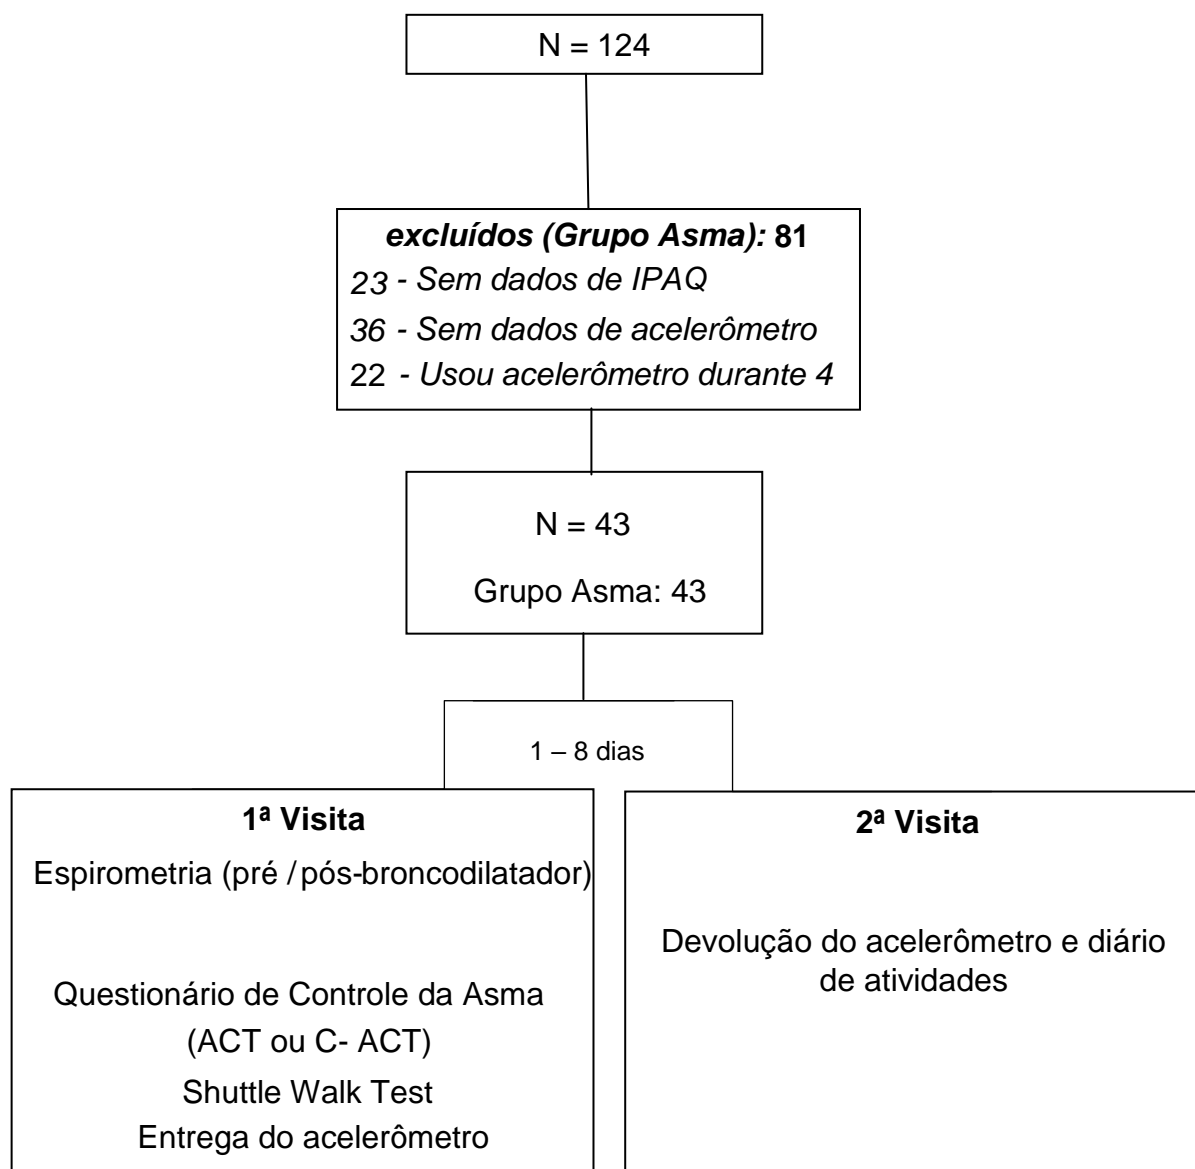 N = 124
excluídos (Grupo Asma): 81
23 - Sem dados de IPAQ
36 - Sem dados de acelerômetro
22 - Usou acelerômetro durante 4
N = 43
Grupo Asma: 43
1 – 8 dias
1ª Visita
Espirometria (pré /pós-broncodilatador)
Questionário de Controle da Asma
(ACT ou C- ACT)
Shuttle Walk Test
Entrega do acelerômetro
2ª Visita
Devolução do acelerômetro e diário
de atividades